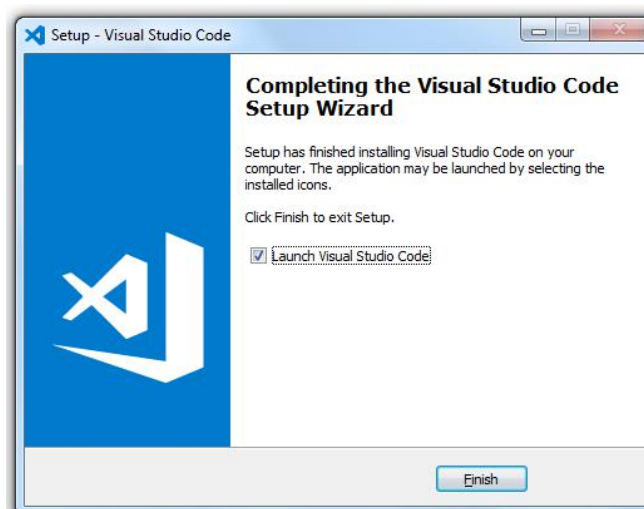 Setup - Visual Studio Code
Completing the Visual Studio Code
Setup Wizard
Setup has finished installing Visual Studio Code on your
computer. The application may be launched by selecting the
installed icons.
Click Finish to exit Setup.
Launch Visual Studio Code
Finish